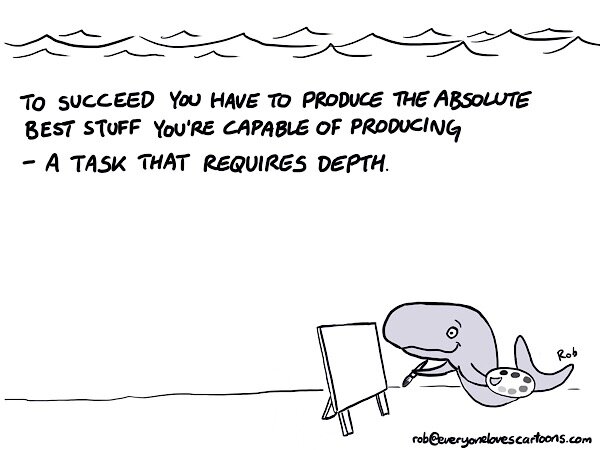 TO SUCCEED YOU HAVE TO PRODUCE THE ABSOLUTE
BEST STUFF YOU'RE CAPABLE OF PRODUCING
- A TASK THAT REQUIRES DEPTH.
Rob
rob@everyonelovescartoons.com